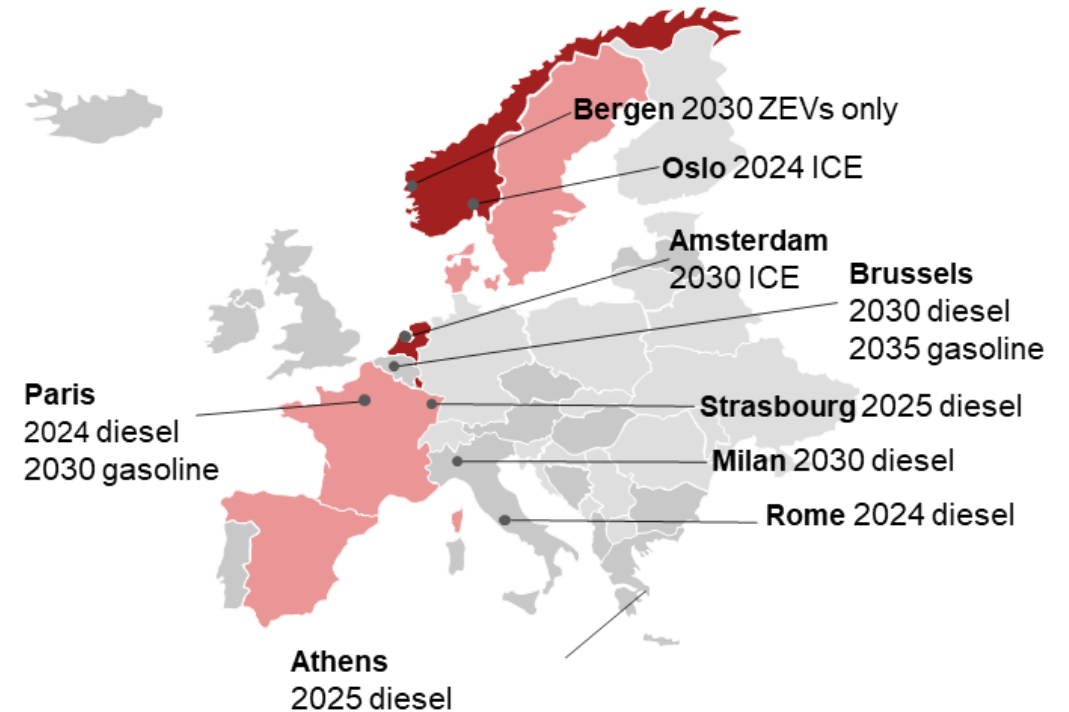 Bergen 2030 ZEVs only
Oslo 2024 ICE
Amsterdam
2030 ICE
Brussels
2030 diesel
2035 gasoline
Paris
2024 diesel
2030 gasoline
Strasbourg 2025 diesel
Milan 2030 diesel
Rome 2024 diesel
Athens
2025 diesel